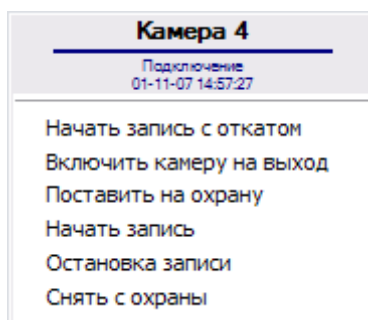 Камера 4
Подключение
01-11-07 14:57:27
Начать запись с откатом
Включить камеру на выход
Поставить на охрану
Начать запись
Остановка записи
Снять с охраны